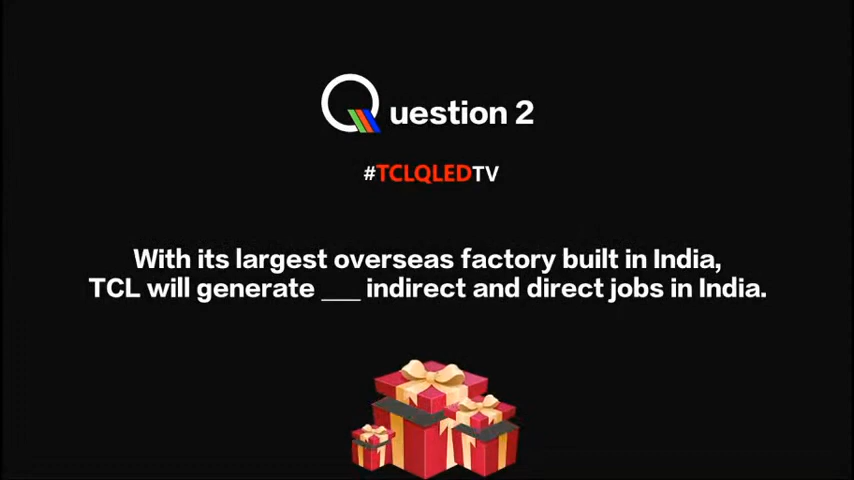 Question 2
#TCLQLEDTV
With its largest overseas factory built in India,
TCL will generate ___ indirect and direct jobs in India.